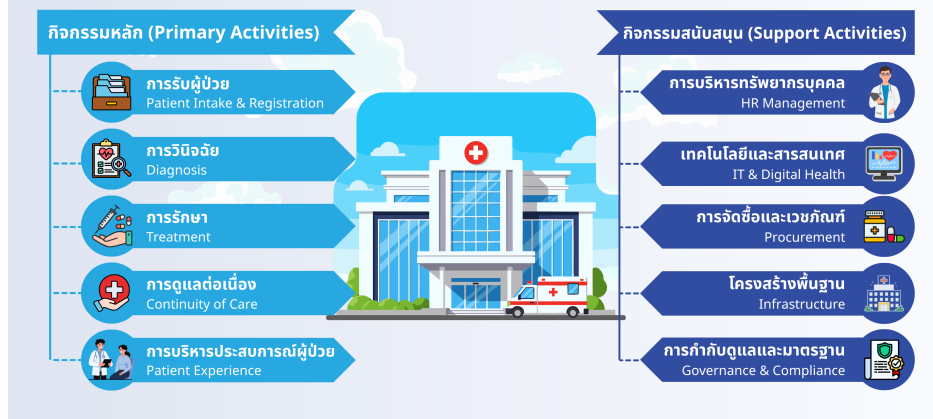 กิจกรรมหลัก (Primary Activities)
การรับผู้ป่วย
Patient Intake & Registration
การวินิจฉัย
Diagnosis
การรักษา
Treatment
การดูแลต่อเนื่อง
Continuity of Care
การบริหารประสบการณ์ผู้ป่วย
Patient Experience
กิจกรรมสนับสนุน (Support Activities)
การบริหารทรัพยากรบุคคล
HR Management
เทคโนโลยีและสารสนเทศ
IT & Digital Health
การจัดซื้อและเวชภัณฑ์
Procurement
โครงสร้างพื้นฐาน
Infrastructure
การกำกับดูแลและมาตรฐาน
Governance & Compliance